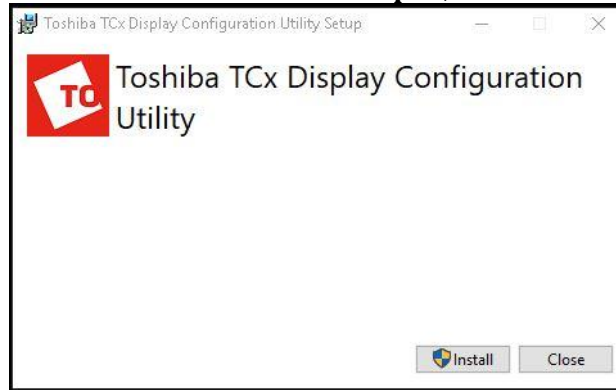 Toshiba TCx Display Configuration Utility Setup
TC
Toshiba TCx Display Configuration
Utility
Install
Close